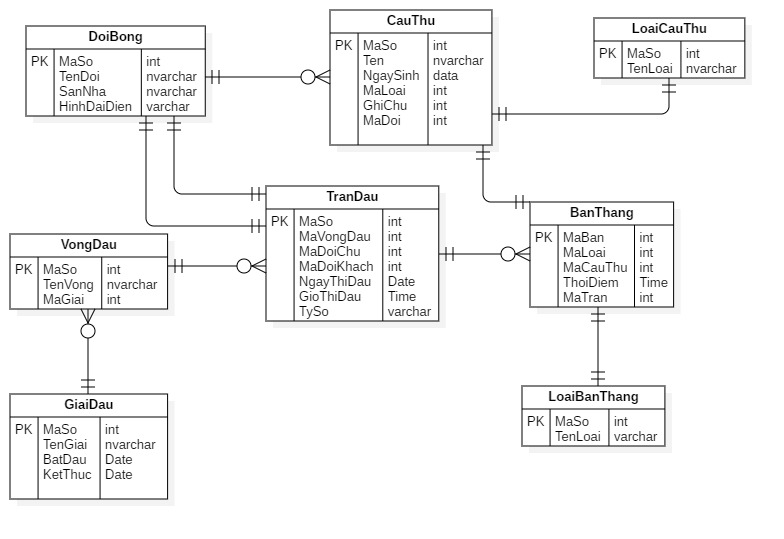 DoiBong
PK MaSo int
TenDoi nvarchar
SanNha nvarchar
HinhDaiDien varchar
CauThu
PK MaSo int
Ten nvarchar
NgaySinh data
MaLoai int
GhiChu int
MaDoi int
LoaiCauThu
PK MaSo int
TenLoai nvarchar
TranDau
PK MaSo int
MaVongDau int
MaDoiChu int
MaDoiKhach int
NgayThiDau Date
GioThiDau Time
TySo varchar
BanThang
PK MaBan int
MaLoai int
MaCauThu int
ThoiDiem Time
MaTran int
VongDau
PK MaSo int
TenVong nvarchar
MaGiai int
GiaiDau
PK MaSo int
TenGiai nvarchar
BatDau Date
KetThuc Date
LoaiBanThang
PK MaSo int
TenLoai varchar